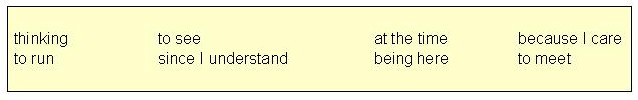 thinking to see at the time because I care
to run since I understand being here to meet